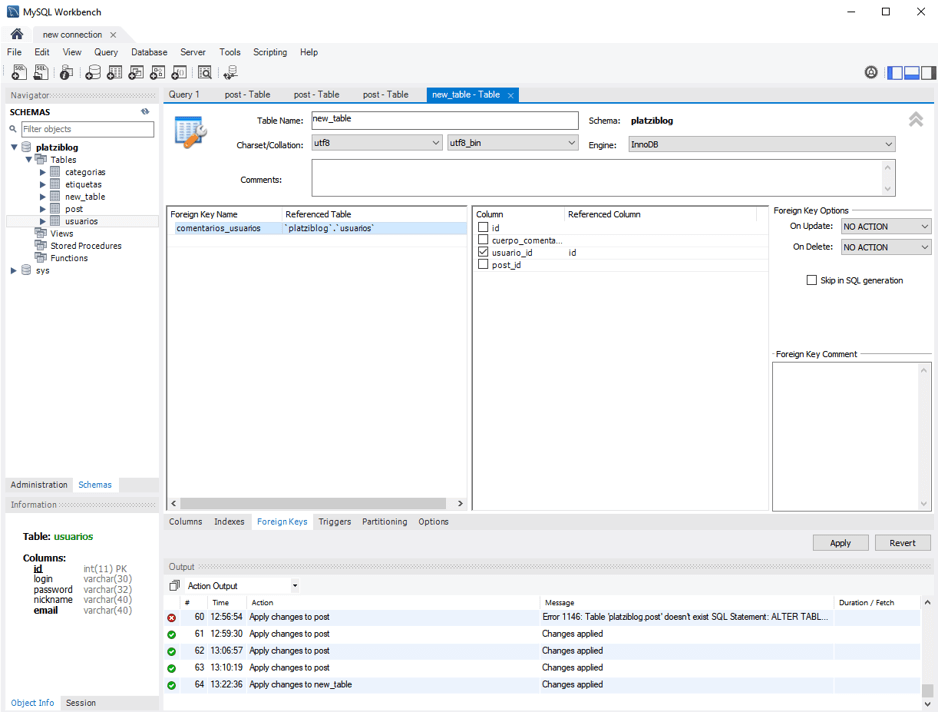 MySQL Workbench
new connection
File Edit View Query Database Server Tools Scripting Help
Navigator
SCHEMAS
Filter objects
platziblog
Tables
categorias
etiquetas
new_table
post
usuarios
Views
Stored Procedures
Functions
sys
Administration Schemas
Information
Table: usuarios
Columns:
id int(11) PK
login varchar(30)
password varchar(32)
nickname varchar(40)
email varchar(40)
Object Info Session
Query 1 post - Table post - Table post - Table new_table - Table
Table Name: new_table Schema: platziblog
Charset/Collation: utf8 utf8_bin Engine: InnoDB
Comments:
Foreign Key Name Referenced Table
comentarios_usuarios `platziblog`.`usuarios`
Column Referenced Column
id
cuerpo_comenta...
usuario_id id
post_id
Foreign Key Options
On Update: NO ACTION
On Delete: NO ACTION
Skip in SQL generation
Foreign Key Comment
Columns Indexes Foreign Keys Triggers Partitioning Options
Apply Revert
Output
Action Output
# Time Action Message Duration / Fetch
60 12:56:54 Apply changes to post Error 1146: Table 'platziblog.post' doesn't exist SQL Statement: ALTER TABL...
61 12:59:30 Apply changes to post Changes applied
62 13:06:57 Apply changes to post Changes applied
63 13:10:19 Apply changes to post Changes applied
64 13:22:36 Apply changes to new_table Changes applied